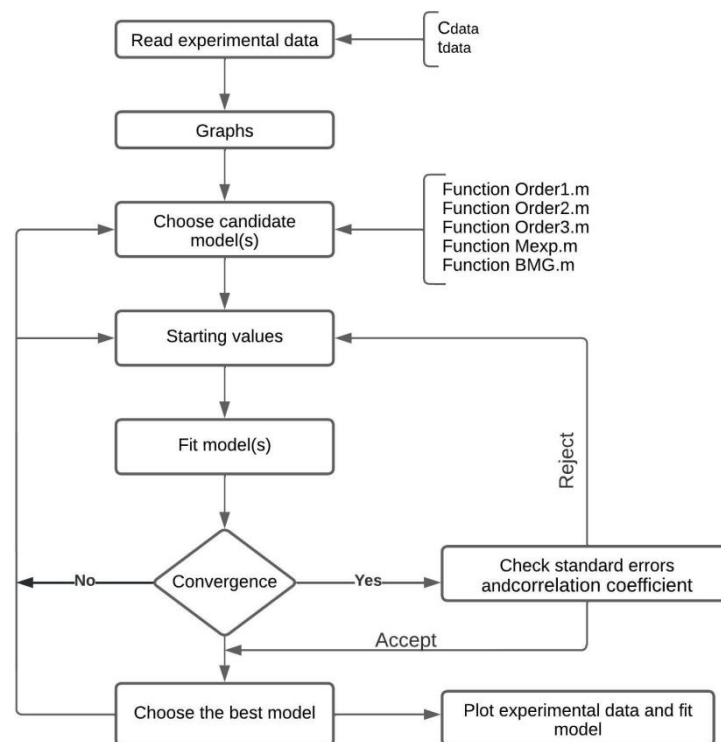 Read experimental data
Cdata
tdata
Graphs
Choose candidate
model(s)
Function Order1.m
Function Order2.m
Function Order3.m
Function Mexp.m
Function BMG.m
Starting values
Fit model(s)
Reject
Convergence
No
Yes
Check standard errors
andcorrelation coefficient
Accept
Choose the best model
Plot experimental data and fit
model